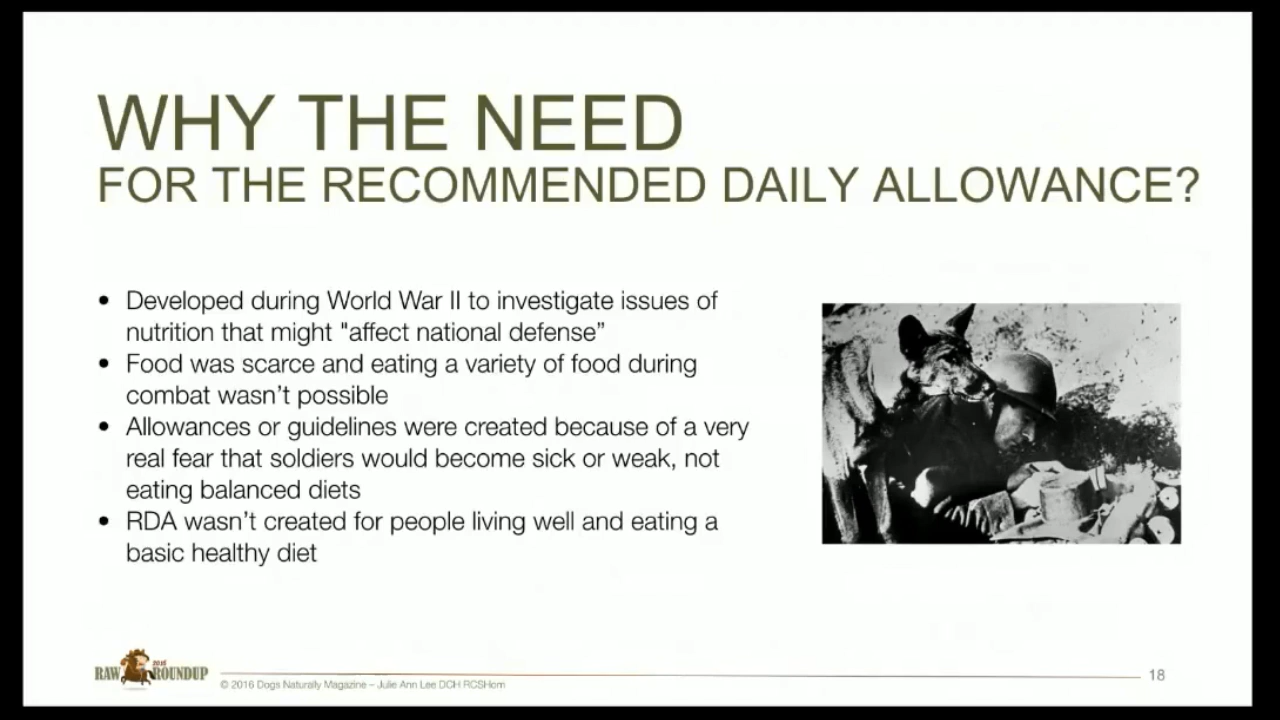 WHY THE NEED
FOR THE RECOMMENDED DAILY ALLOWANCE?
• Developed during World War II to investigate issues of
nutrition that might "affect national defense”
• Food was scarce and eating a variety of food during
combat wasn’t possible
• Allowances or guidelines were created because of a very
real fear that soldiers would become sick or weak, not
eating balanced diets
• RDA wasn’t created for people living well and eating a
basic healthy diet
2016
RAW ROUNDUP
© 2016 Dogs Naturally Magazine – Julie Ann Lee DCH RCSHom
18